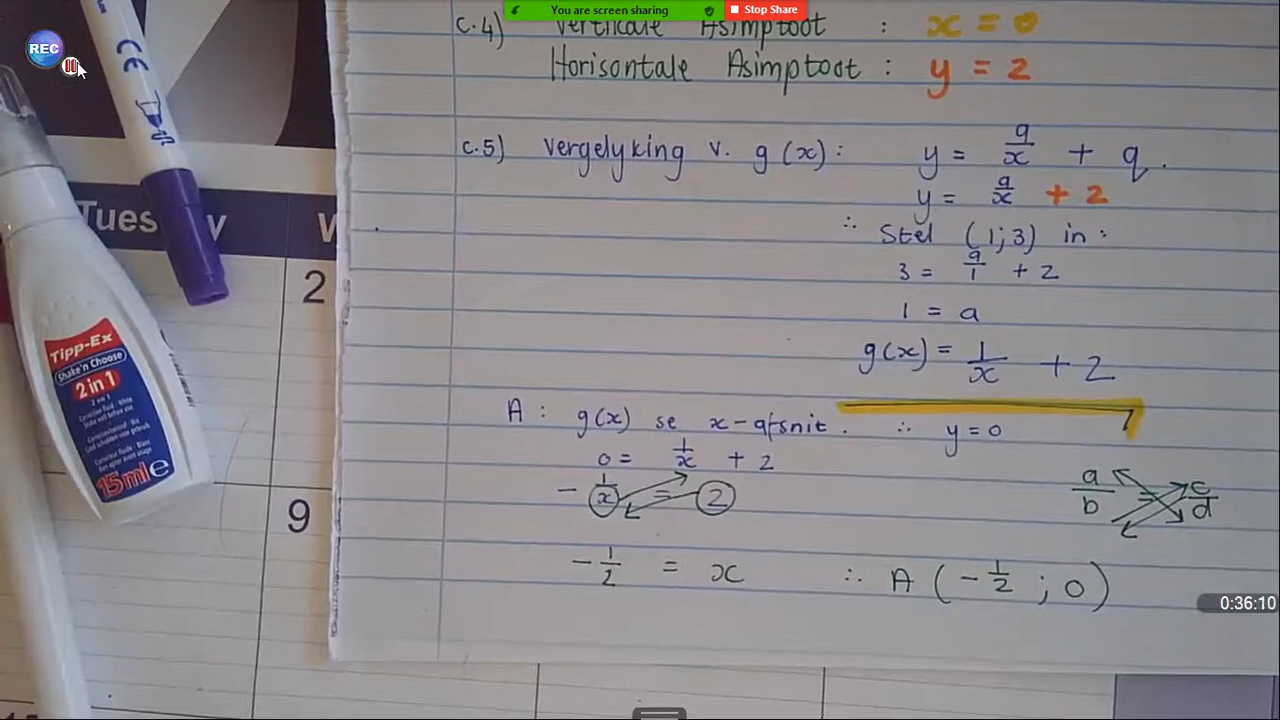 You are screen sharing Stop Share
REC
c.4) Verticale Asimptoot : x = 0
Horisontale Asimptoot : y = 2
c.5) Vergelyking v. g(x): y = a/x + q.
y = a/x + 2
∴ Stel (1;3) in:
3 = a/1 + 2
1 = a
g(x) = 1/x + 2
A: g(x) se x-afsnit. ∴ y = 0
0 = 1/x + 2
- 1/x = 2
a/b = c/d
- 1/2 = x ∴ A (- 1/2 ; 0)
0:36:10
CE
Tuesday W
2
9
Tipp-Ex
Shake'n Choose
2 in 1
15ml e